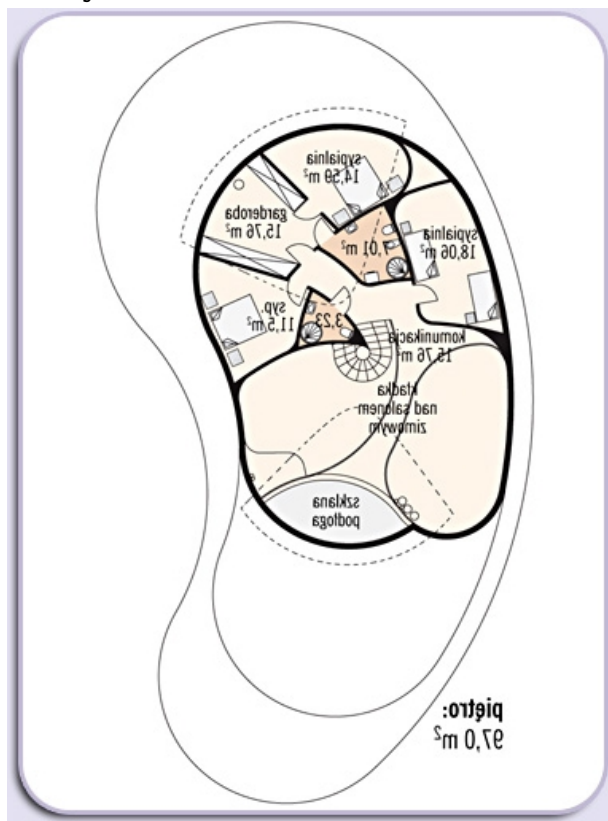 sypialnia
14,59 m²
garderoba
15,76 m²
7,01 m²
sypialnia
18,06 m²
syp.
11,5 m²
3,23
komunikacja
15,76 m²
kładka
nad salonem
zimowym
szklana
podłoga
piętro:
97,0 m²